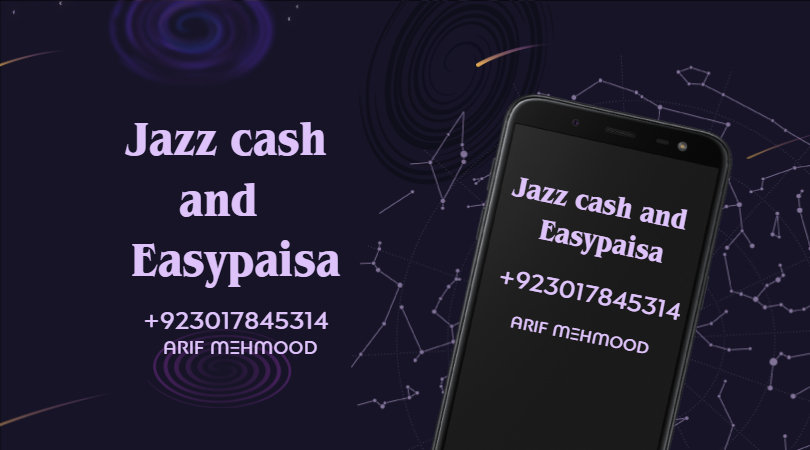 Jazz cash
and
Easypaisa
+923017845314
ARIF MEHMOOD
Jazz cash and
Easypaisa
+923017845314
ARIF MEHMOOD